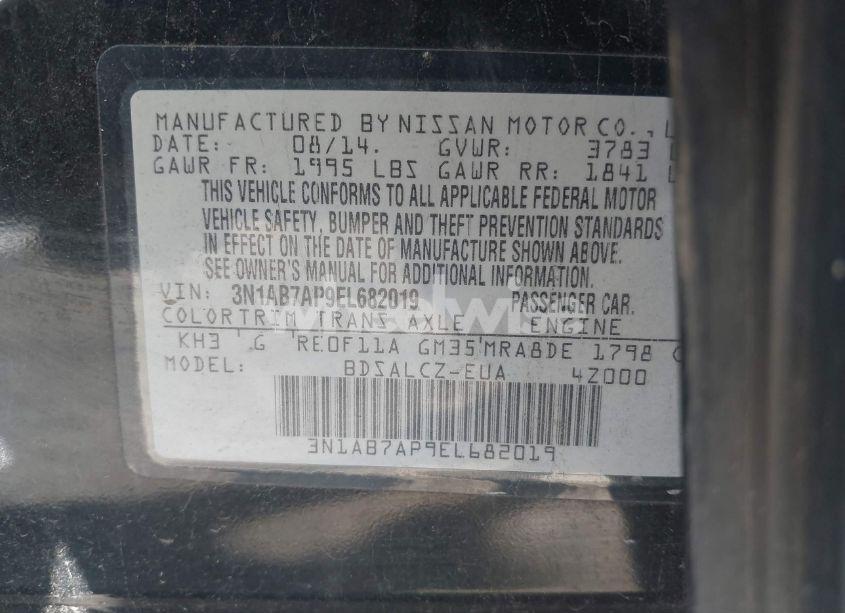 MANUFACTURED BY NISSAN MOTOR CO., L
DATE: 08/14. GVWR: 3783
GAWR FR: 1995 LBS GAWR RR: 1841 L
THIS VEHICLE CONFORMS TO ALL APPLICABLE FEDERAL MOTOR
VEHICLE SAFETY, BUMPER AND THEFT PREVENTION STANDARDS
IN EFFECT ON THE DATE OF MANUFACTURE SHOWN ABOVE.
SEE OWNER'S MANUAL FOR ADDITIONAL INFORMATION
VIN: 3N1AB7AP9EL682019 PASSENGER CAR.
COLOR TRIM TRANS AXLE ENGINE
KH3 G RE0F11A GM35 MRA8DE 1798 C
MODEL: BDSALCZ-EUA 4Z000
3N1AB7AP9EL682019